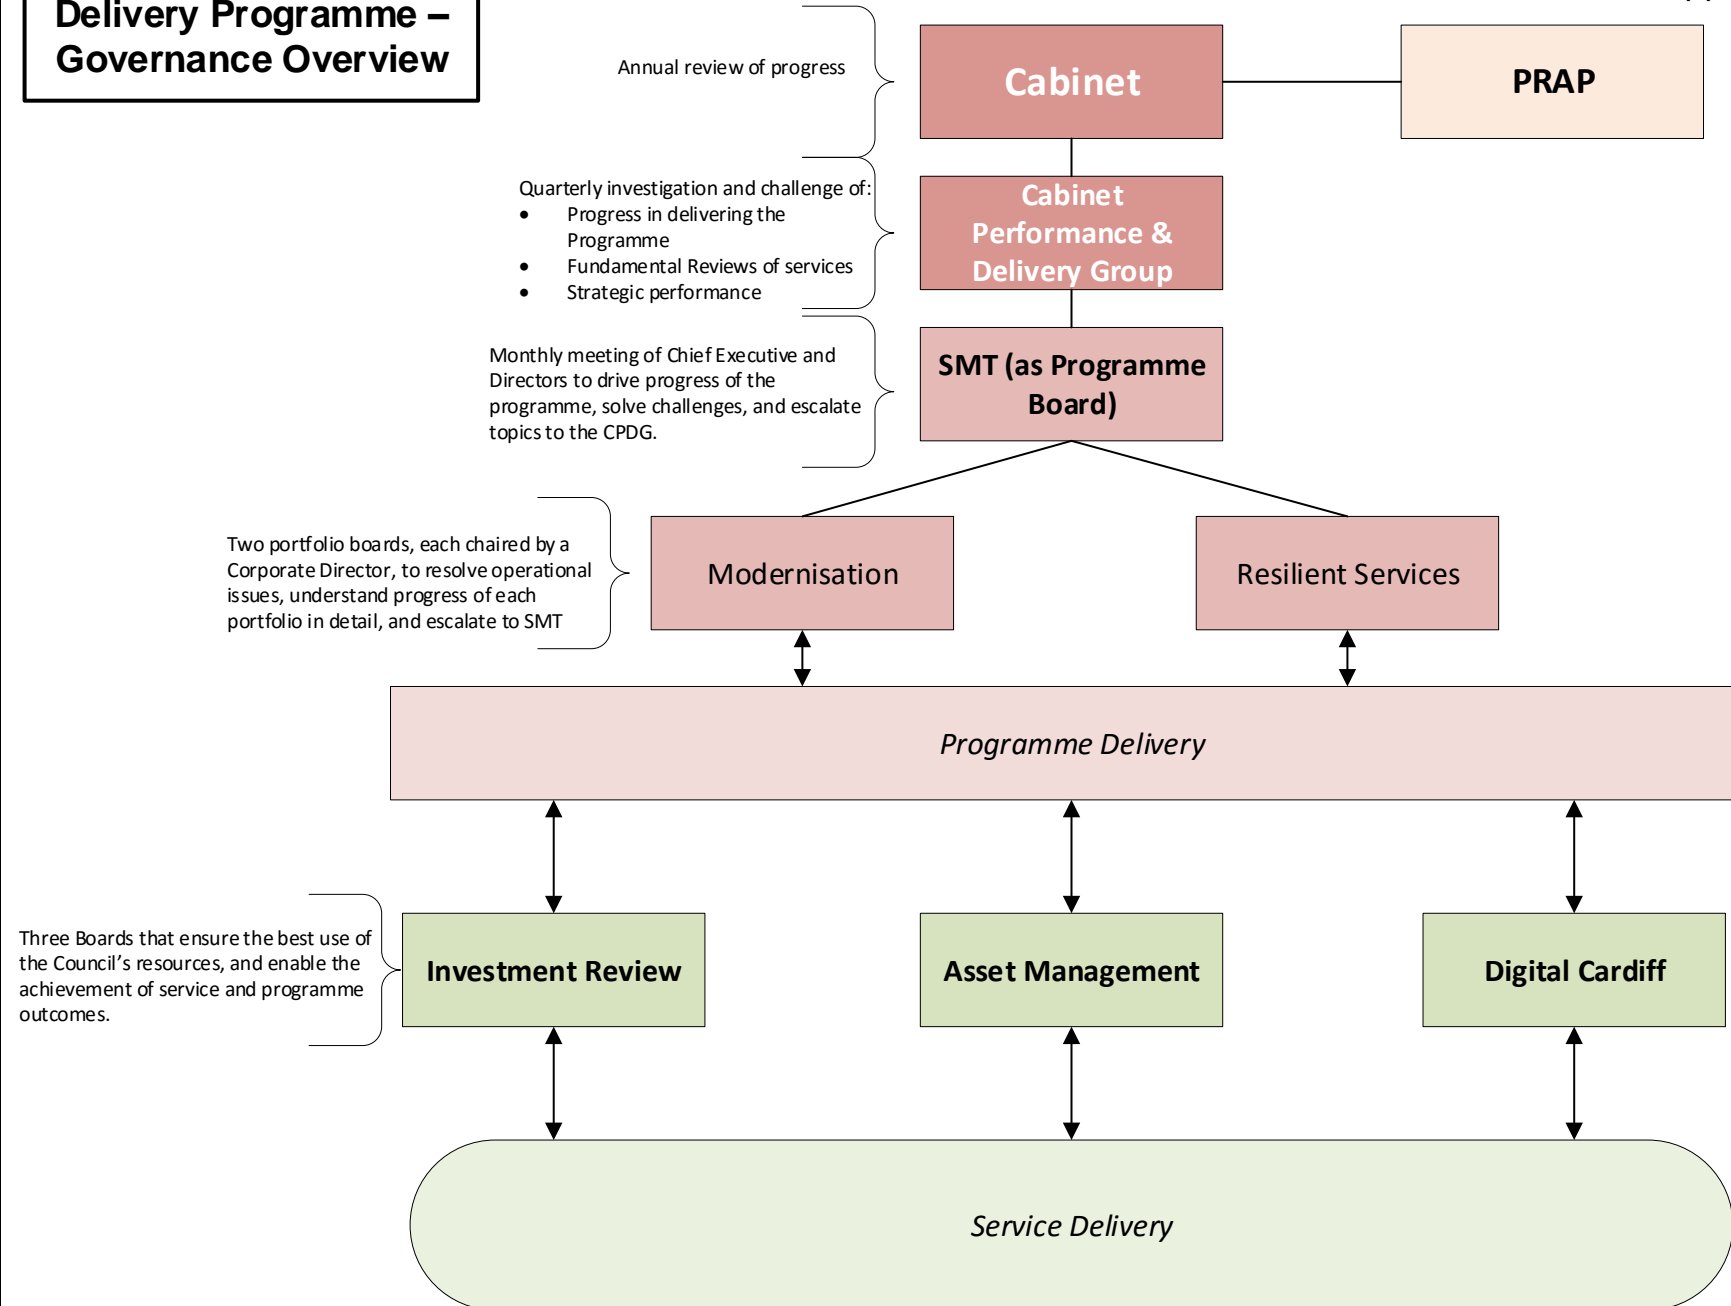 Delivery Programme –
Governance Overview
Annual review of progress
Cabinet
PRAP
Quarterly investigation and challenge of:
• Progress in delivering the
Programme
• Fundamental Reviews of services
• Strategic performance
Cabinet
Performance &
Delivery Group
Monthly meeting of Chief Executive and
Directors to drive progress of the
programme, solve challenges, and escalate
topics to the CPDG.
SMT (as Programme
Board)
Two portfolio boards, each chaired by a
Corporate Director, to resolve operational
issues, understand progress of each
portfolio in detail, and escalate to SMT
Modernisation
Resilient Services
Programme Delivery
Three Boards that ensure the best use of
the Council's resources, and enable the
achievement of service and programme
outcomes.
Investment Review
Asset Management
Digital Cardiff
Service Delivery